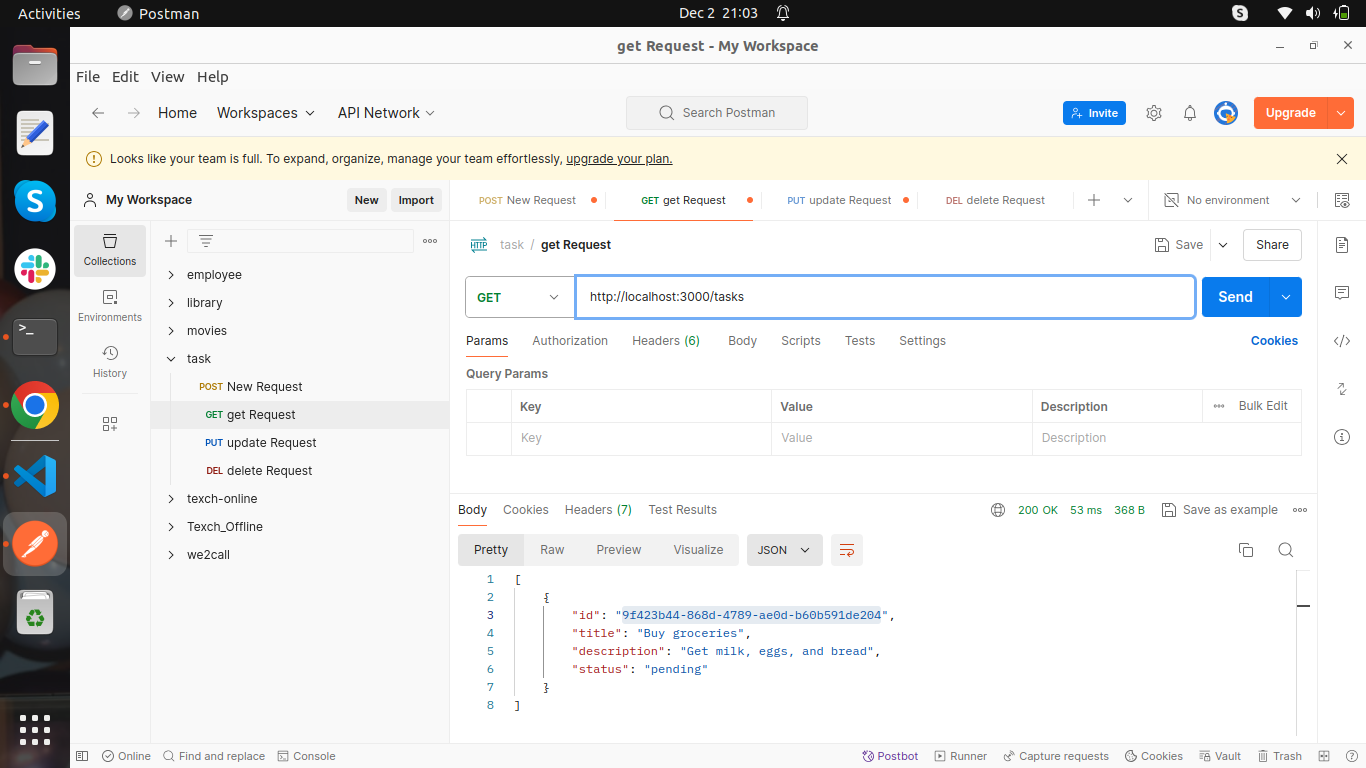 Activities
Postman
Dec 2 21:03
get Request - My Workspace
File Edit View Help
Home Workspaces API Network
Search Postman
Invite
Upgrade
Looks like your team is full. To expand, organize, manage your team effortlessly, upgrade your plan.
My Workspace
New
Import
POST New Request
GET get Request
PUT update Request
DEL delete Request
No environment
Collections
Environments
History
employee
library
movies
task
POST New Request
GET get Request
PUT update Request
DEL delete Request
texch-online
Texch_Offline
we2call
HTTP
task / get Request
Save
Share
GET
http://localhost:3000/tasks
Send
Params Authorization Headers (6) Body Scripts Tests Settings
Cookies
Query Params
Key Value Description Bulk Edit
Key Value Description
Body Cookies Headers (7) Test Results
200 OK 53 ms 368 B Save as example
Pretty Raw Preview Visualize JSON
1 [
2 {
3 "id": "9f423b44-868d-4789-ae0d-b60b591de204",
4 "title": "Buy groceries",
5 "description": "Get milk, eggs, and bread",
6 "status": "pending"
7 }
8 ]
Online Find and replace Console
Postbot Runner Capture requests Cookies Vault Trash